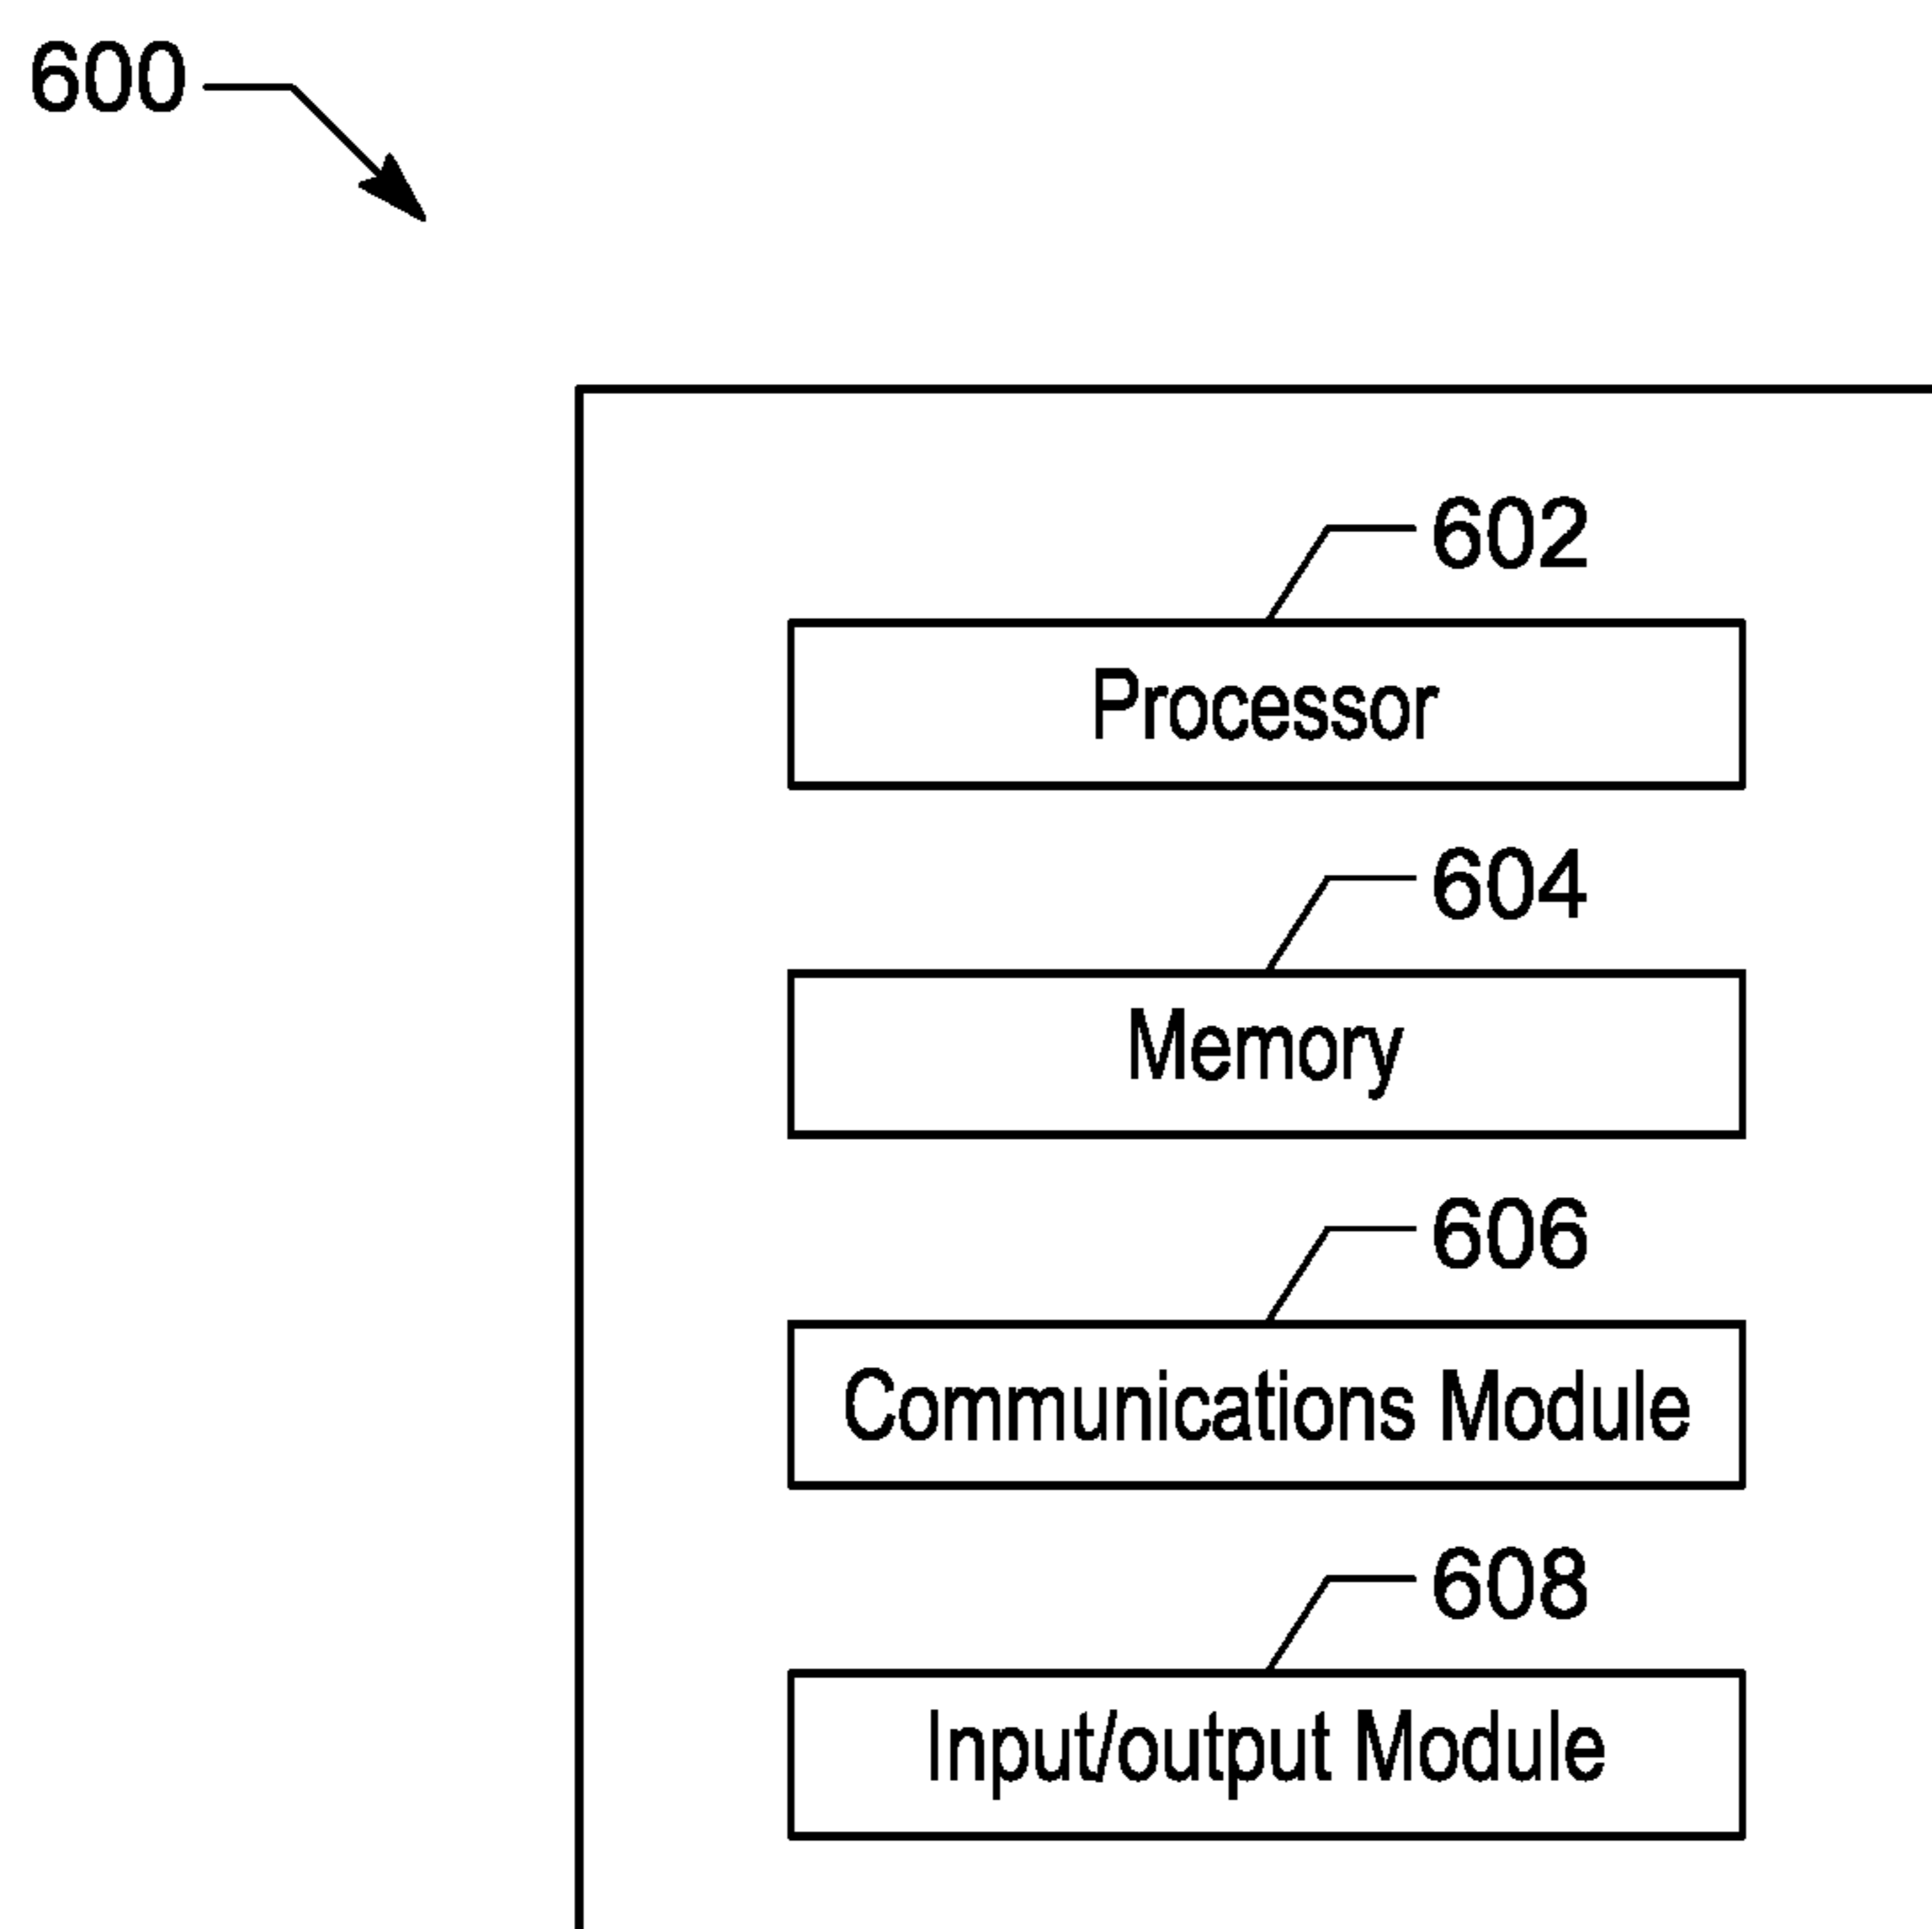 600
602
Processor
604
Memory
606
Communications Module
608
Input/output Module